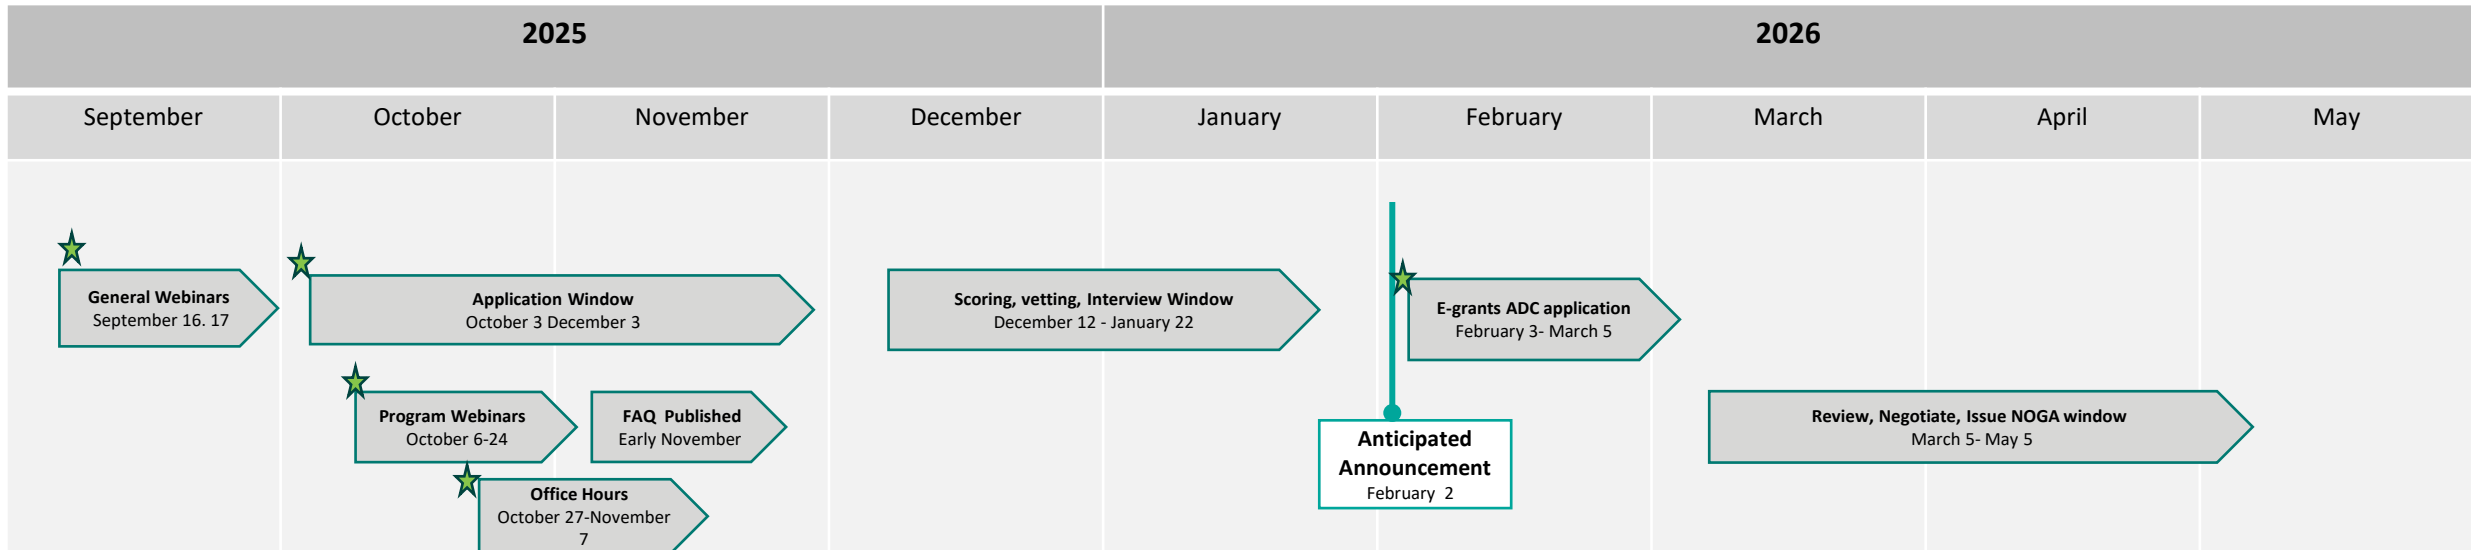 2025
2026
September
October
November
December
January
February
March
April
May
General Webinars
September 16. 17
Application Window
October 3 December 3
Scoring, vetting, Interview Window
December 12 - January 22
E-grants ADC application
February 3- March 5
Program Webinars
October 6-24
FAQ  Published
Early November
Anticipated
Announcement
February  2
Review, Negotiate, Issue NOGA window
March 5- May 5
Office Hours
October 27-November
7